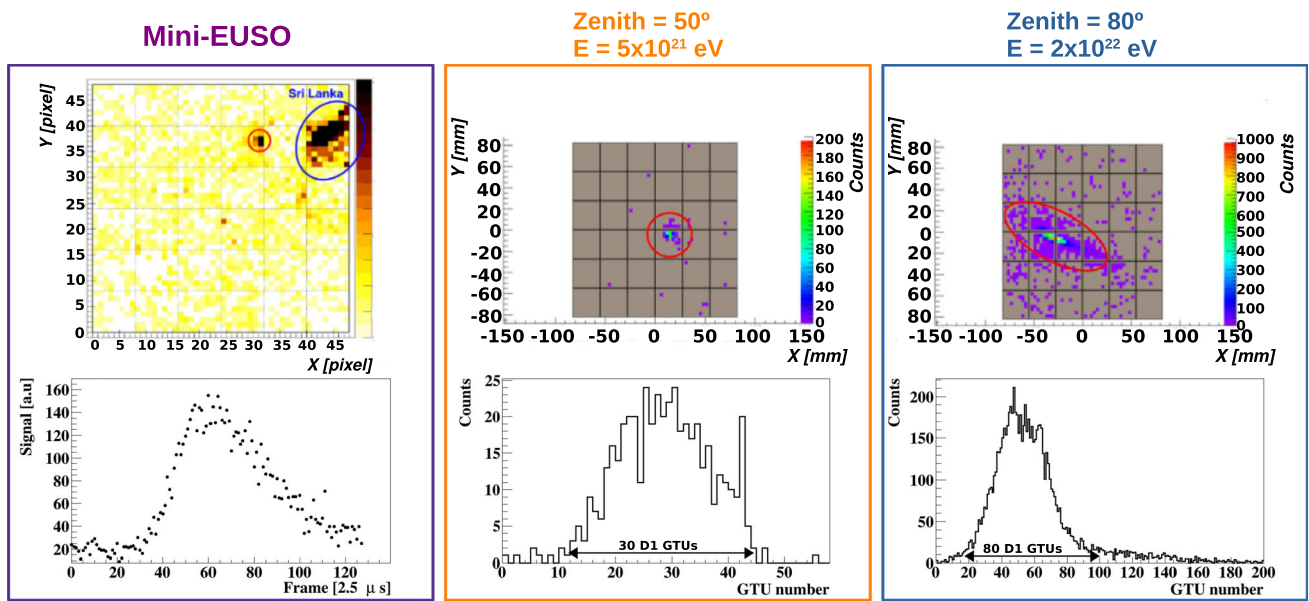 Mini-EUSO
Zenith = 50º
E = 5x10²¹ eV
Zenith = 80º
E = 2x10²² eV
Y [pixel]
45
40
35
30
25
20
15
10
5
0
Sri Lanka
0 5 10 15 20 25 30 35 40 45
X [pixel]
Y [mm]
80
60
40
20
0
-20
-40
-60
-80
-150 -100 -50 0 50 100 150
X [mm]
200
180
160
140
120
100
80
60
40
20
0
Counts
Y [mm]
80
60
40
20
0
20
40
60
80
-150 -100 -50 0 50 100 150
X [mm]
1000
900
800
700
600
500
400
300
200
100
0
Counts
Signal [a.u]
160
140
120
100
80
60
40
20
0 20 40 60 80 100 120
Frame [2.5 μ s]
Counts
25
20
15
10
5
0
30 D1 GTUs
0 10 20 30 40 50
GTU number
Counts
200
150
100
50
0
80 D1 GTUs
0 20 40 60 80 100 120 140 160 180 200
GTU number